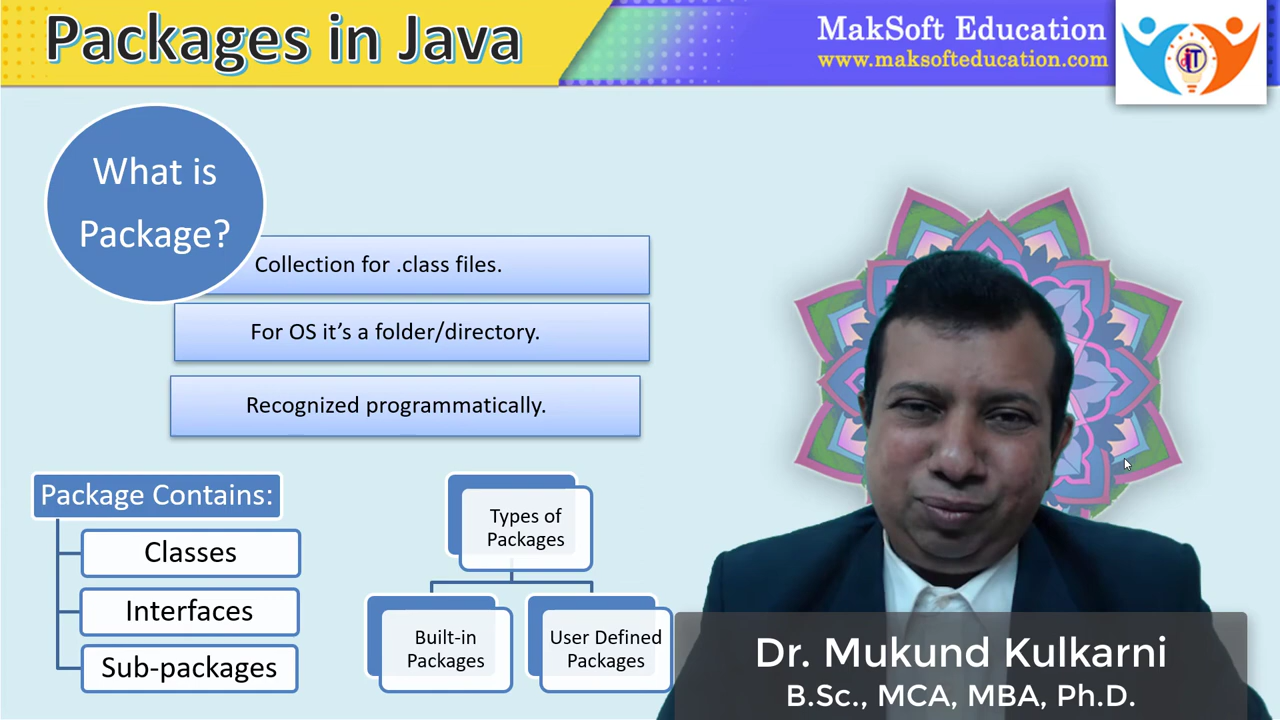 Packages in Java
MakSoft Education
www.maksofteducation.com
iT
What is
Package?
Collection for .class files.
For OS it’s a folder/directory.
Recognized programmatically.
Package Contains:
Classes
Interfaces
Sub-packages
Types of
Packages
Built-in
Packages
User Defined
Packages
Dr. Mukund Kulkarni
B.Sc., MCA, MBA, Ph.D.